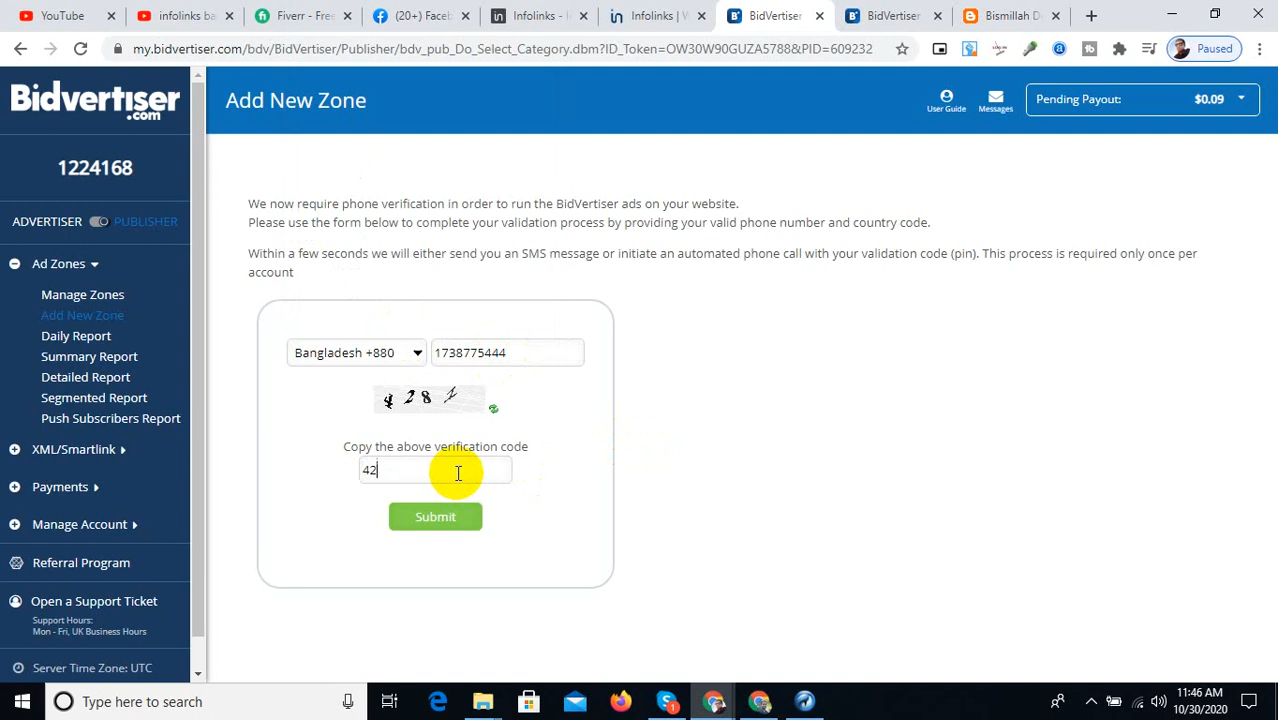 YouTube
infolinks ba
Fiverr - Free
(20+) Faceb
Infolinks - I
Infolinks | W
BidVertiser
BidVertiser
Bismillah D
my.bidvertiser.com/bdv/BidVertiser/Publisher/bdv_pub_Do_Select_Category.dbm?ID_Token=OW30W90GUZA5788&PID=609232
Paused
Bidvertiser
.com
Add New Zone
User Guide
Messages
Pending Payout: $0.09
1224168
ADVERTISER PUBLISHER
Ad Zones
Manage Zones
Add New Zone
Daily Report
Summary Report
Detailed Report
Segmented Report
Push Subscribers Report
XML/Smartlink
Payments
Manage Account
Referral Program
Open a Support Ticket
Support Hours:
Mon - Fri, UK Business Hours
Server Time Zone: UTC
We now require phone verification in order to run the BidVertiser ads on your website.
Please use the form below to complete your validation process by providing your valid phone number and country code.
Within a few seconds we will either send you an SMS message or initiate an automated phone call with your validation code (pin). This process is required only once per
account
Bangladesh +880 1738775444
4 2 8 1
Copy the above verification code
42
Submit
Type here to search
11:46 AM
10/30/2020